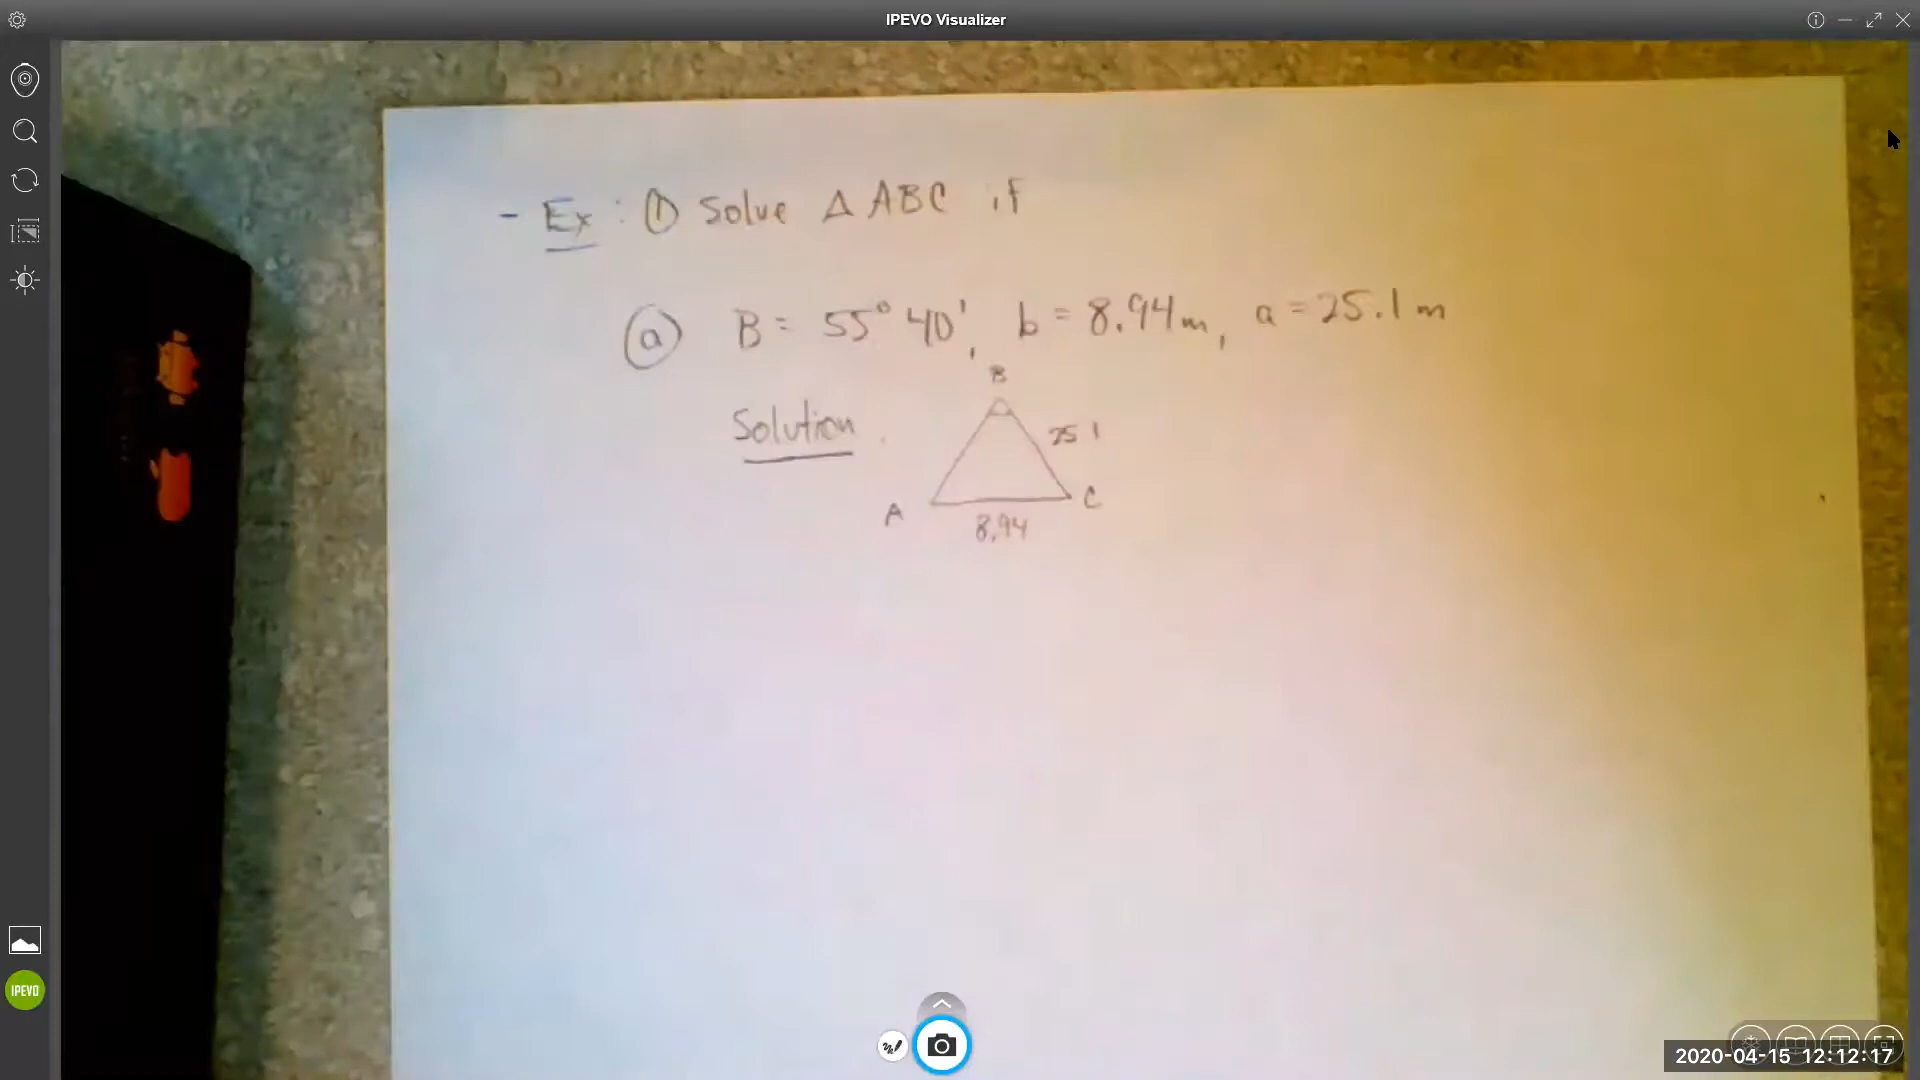 IPEVO Visualizer
- Ex: ① Solve △ABC if
ⓐ B = 55° 40', b = 8.94m, a = 25.1 m
B
Solution
25.1
A
C
8.94
IPEVO
2020-04-15 12:12:17